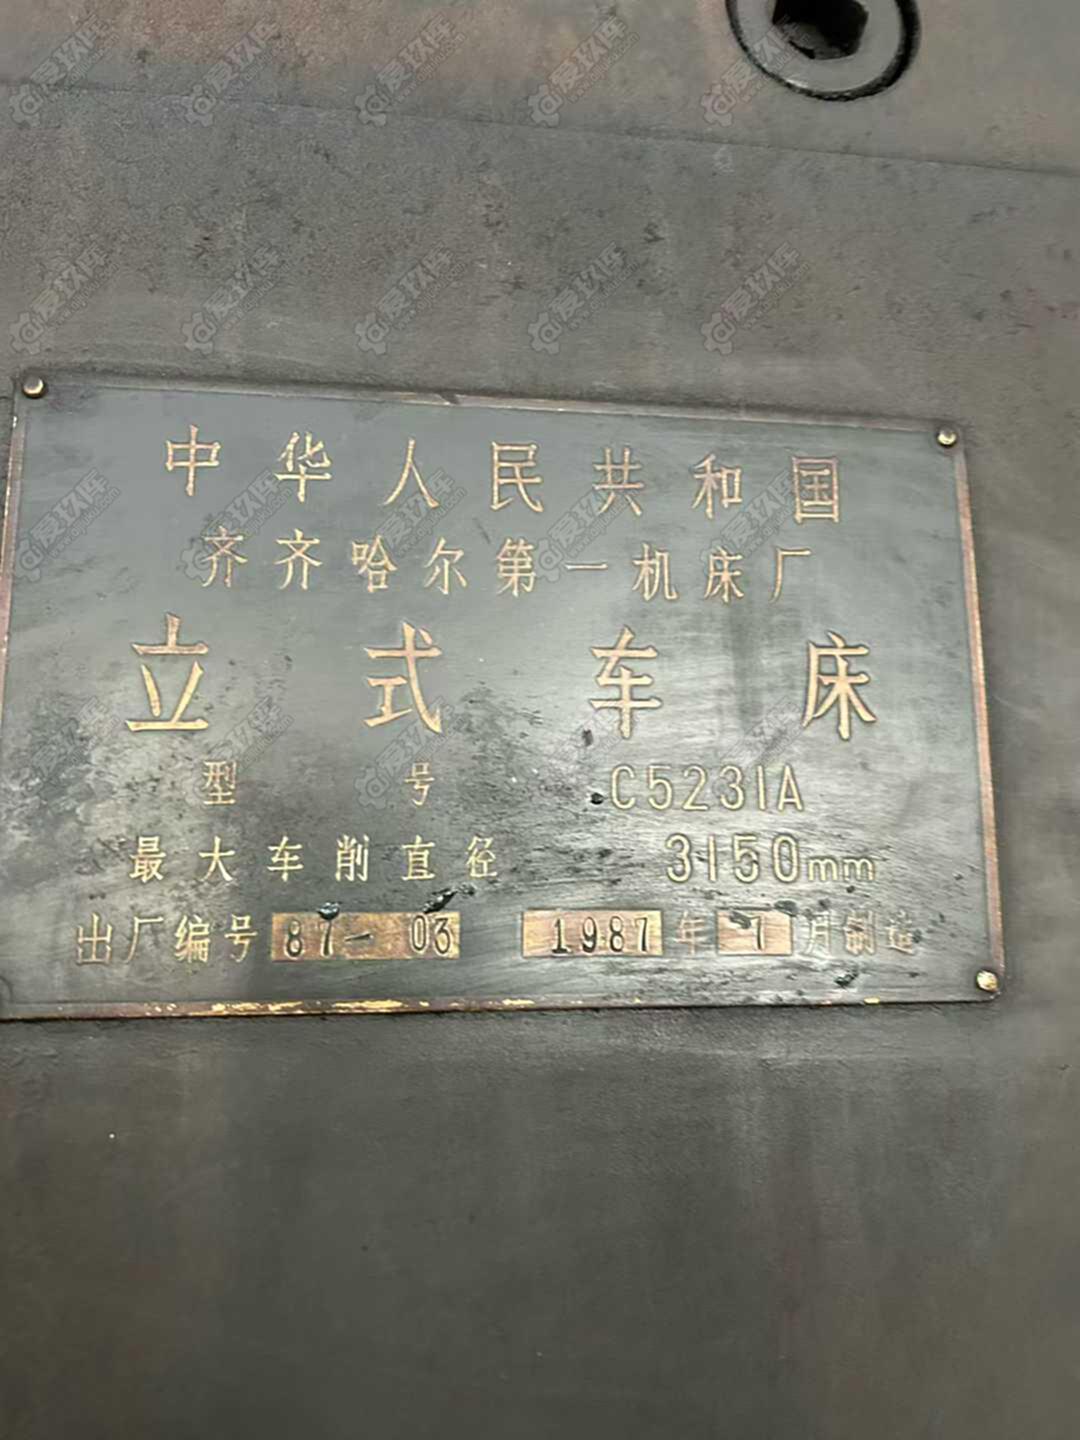 中华人民共和国
齐齐哈尔第一机床厂
立式车床
型号 C5231A
最大车削直径 3150mm
出厂编号 87-03 1987年7月制造